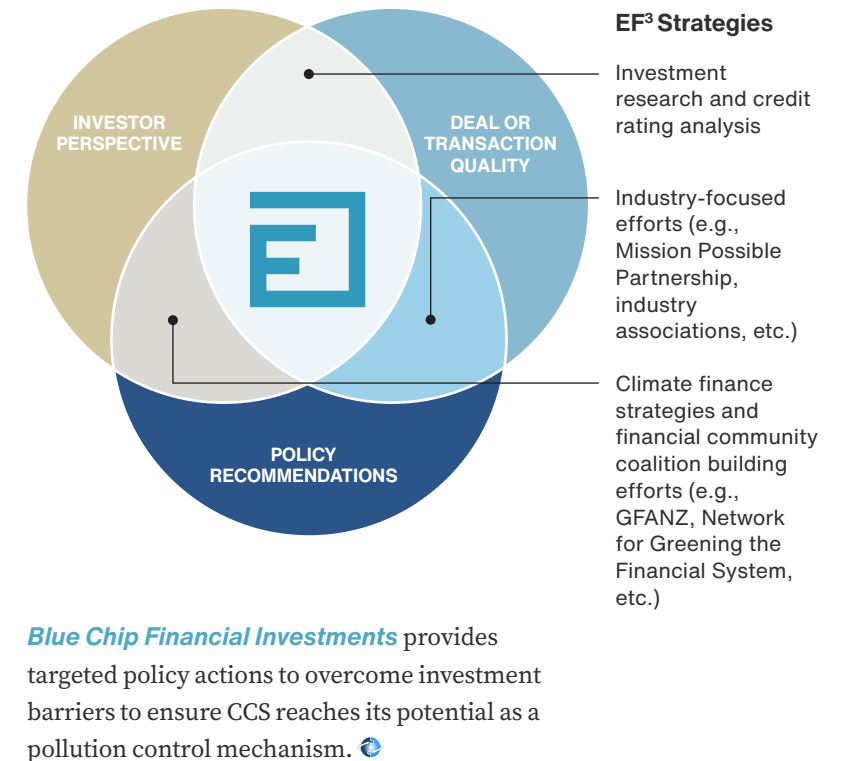 EF³ Strategies
INVESTOR
PERSPECTIVE
DEAL OR
TRANSACTION
QUALITY
POLICY
RECOMMENDATIONS
Investment
research and credit
rating analysis
Industry-focused
efforts (e.g.,
Mission Possible
Partnership,
industry
associations, etc.)
Climate finance
strategies and
financial community
coalition building
efforts (e.g.,
GFANZ, Network
for Greening the
Financial System,
etc.)
Blue Chip Financial Investments provides
targeted policy actions to overcome investment
barriers to ensure CCS reaches its potential as a
pollution control mechanism.